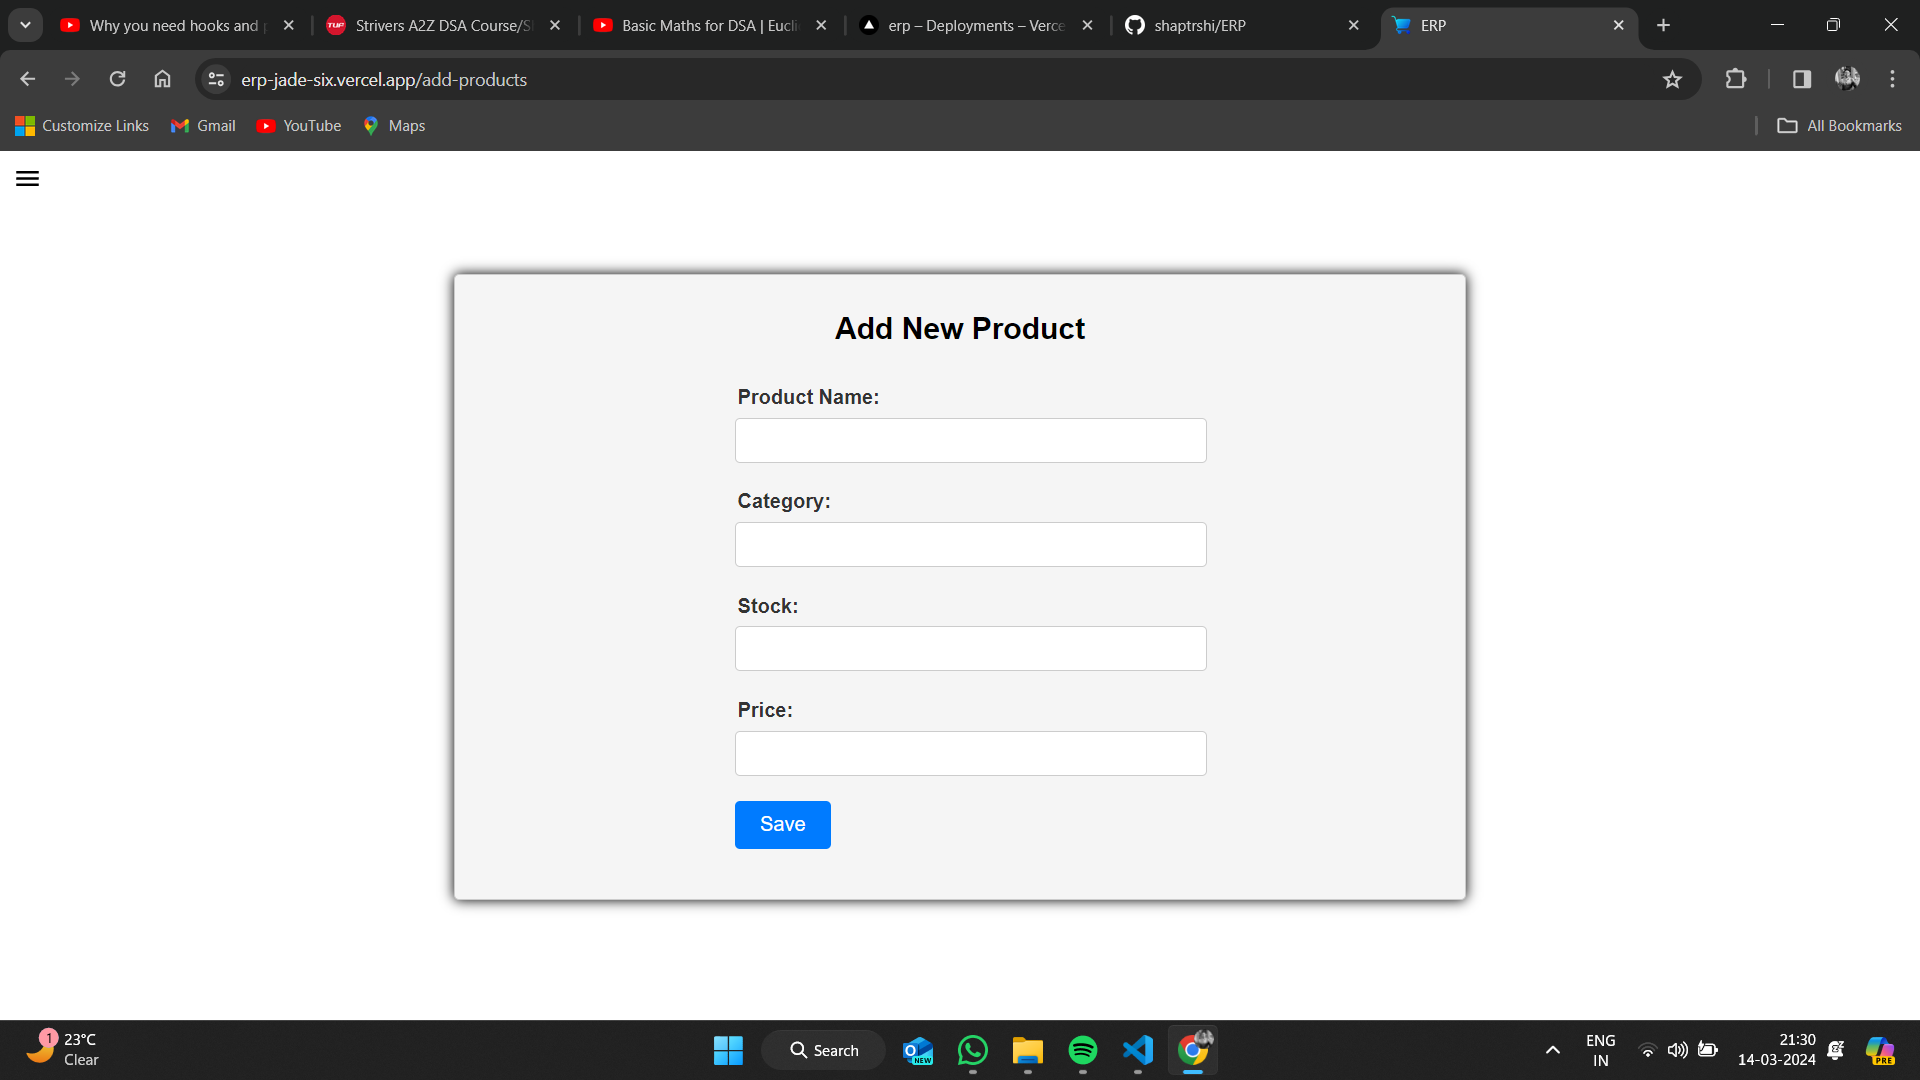 Why you need hooks and
Strivers A2Z DSA Course/S
Basic Maths for DSA | Eucli
erp – Deployments – Verce
shaptrshi/ERP
ERP
erp-jade-six.vercel.app/add-products
Customize Links
Gmail
YouTube
Maps
All Bookmarks
Add New Product
Product Name:
Category:
Stock:
Price:
Save
1
23°C
Clear
Search
NEW
ENG
IN
21:30
14-03-2024
PRE